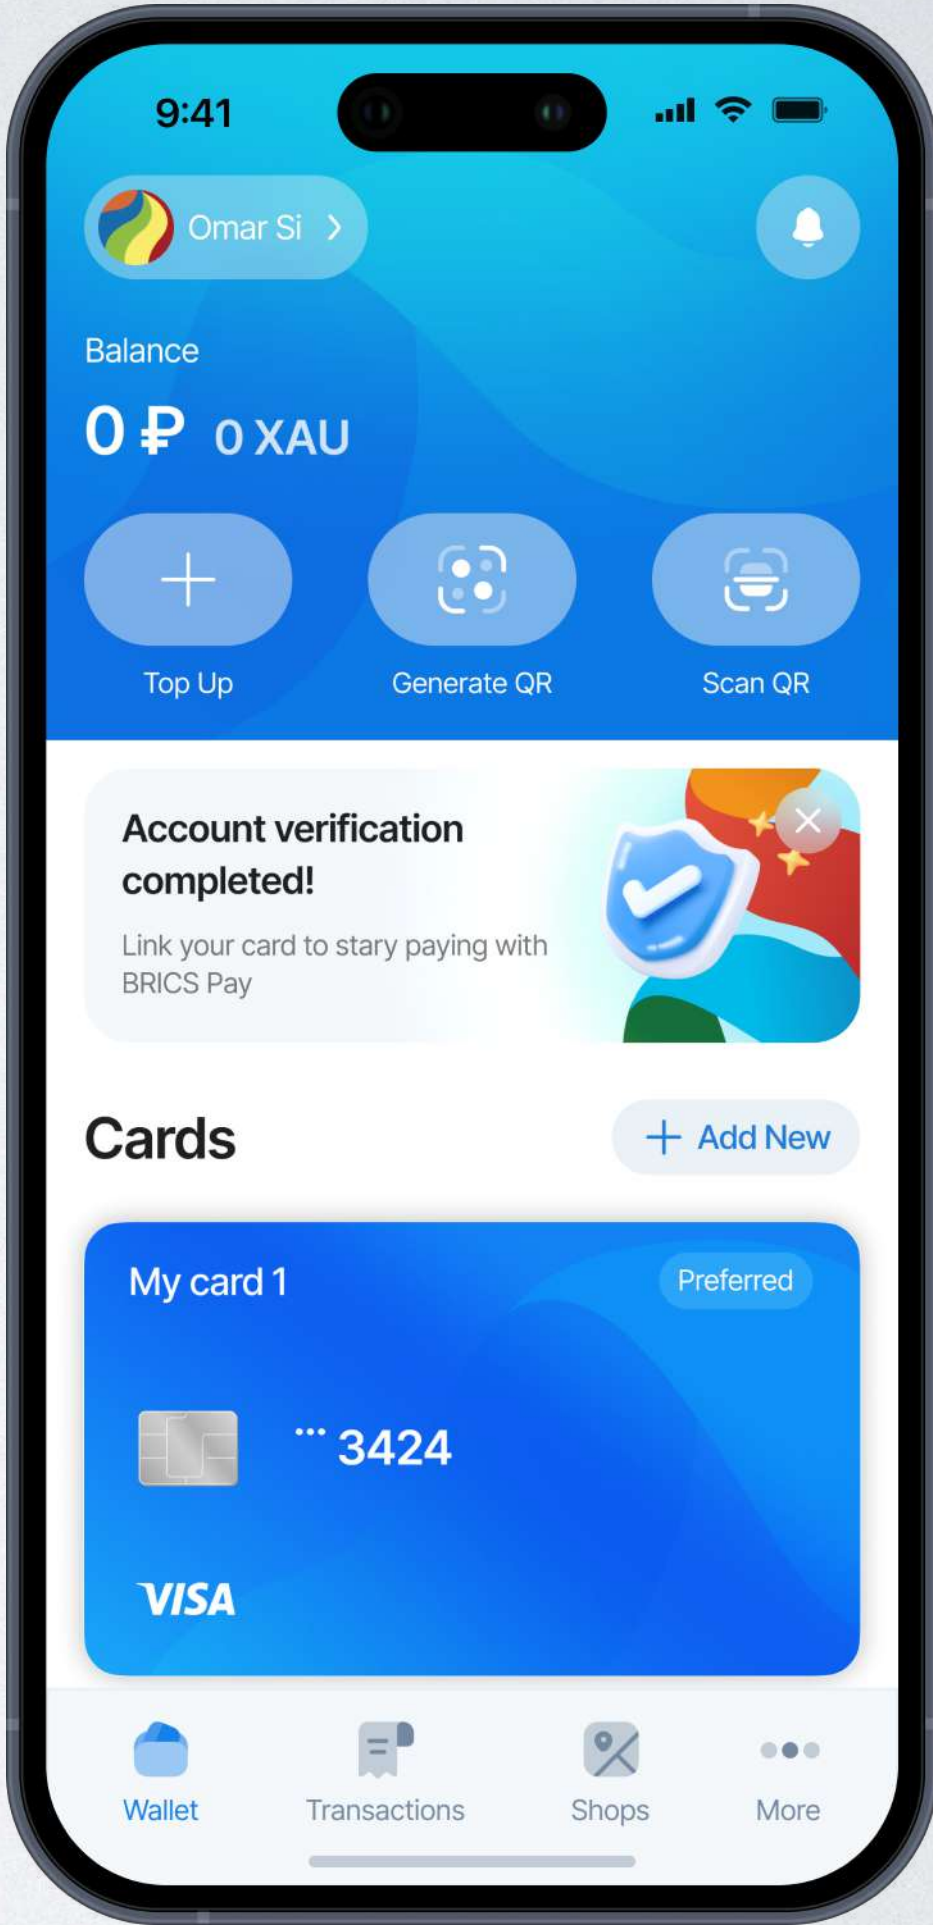 9:41
Omar Si
Balance
0 ₽ 0 XAU
Top Up Generate QR Scan QR
Account verification
completed!
Link your card to stary paying with
BRICS Pay
Cards
+ Add New
My card 1
Preferred
··· 3424
VISA
Wallet Transactions Shops More